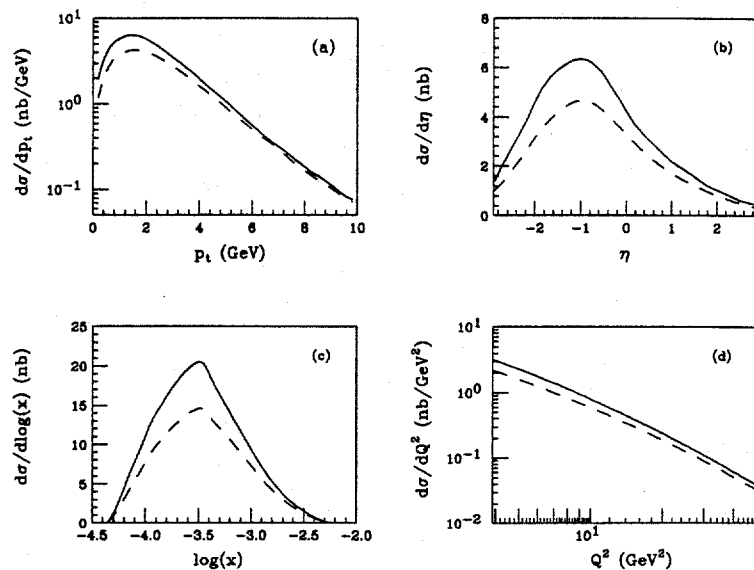 10¹
10⁰
10⁻¹
dσ/dpₜ (nb/GeV)
(a)
0 2 4 6 8 10
pₜ (GeV)
8
6
4
2
0
dσ/dη (nb)
(b)
-2 -1 0 1 2
η
25
20
15
10
5
0
dσ/dlog(x) (nb)
(c)
-4.5 -4.0 -3.5 -3.0 -2.5 -2.0
log(x)
10¹
10⁰
10⁻¹
10⁻²
dσ/dQ² (nb/GeV²)
(d)
10¹
Q² (GeV²)